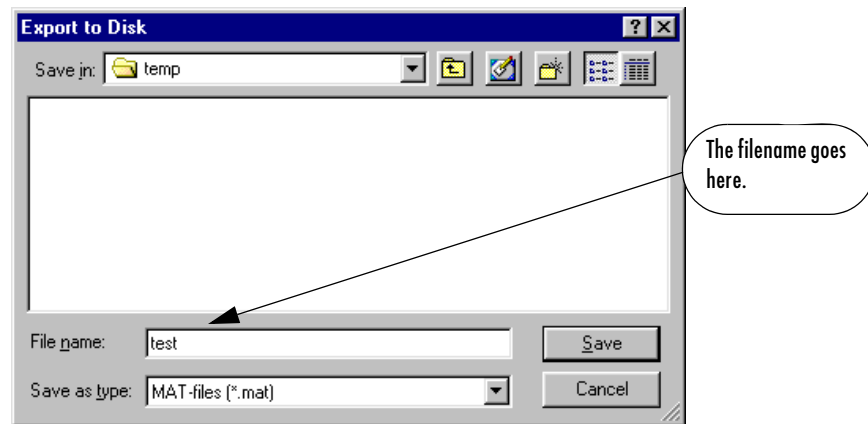 Export to Disk
Save in: temp
The filename goes
here.
File name: test Save
Save as type: MAT-files (*.mat) Cancel